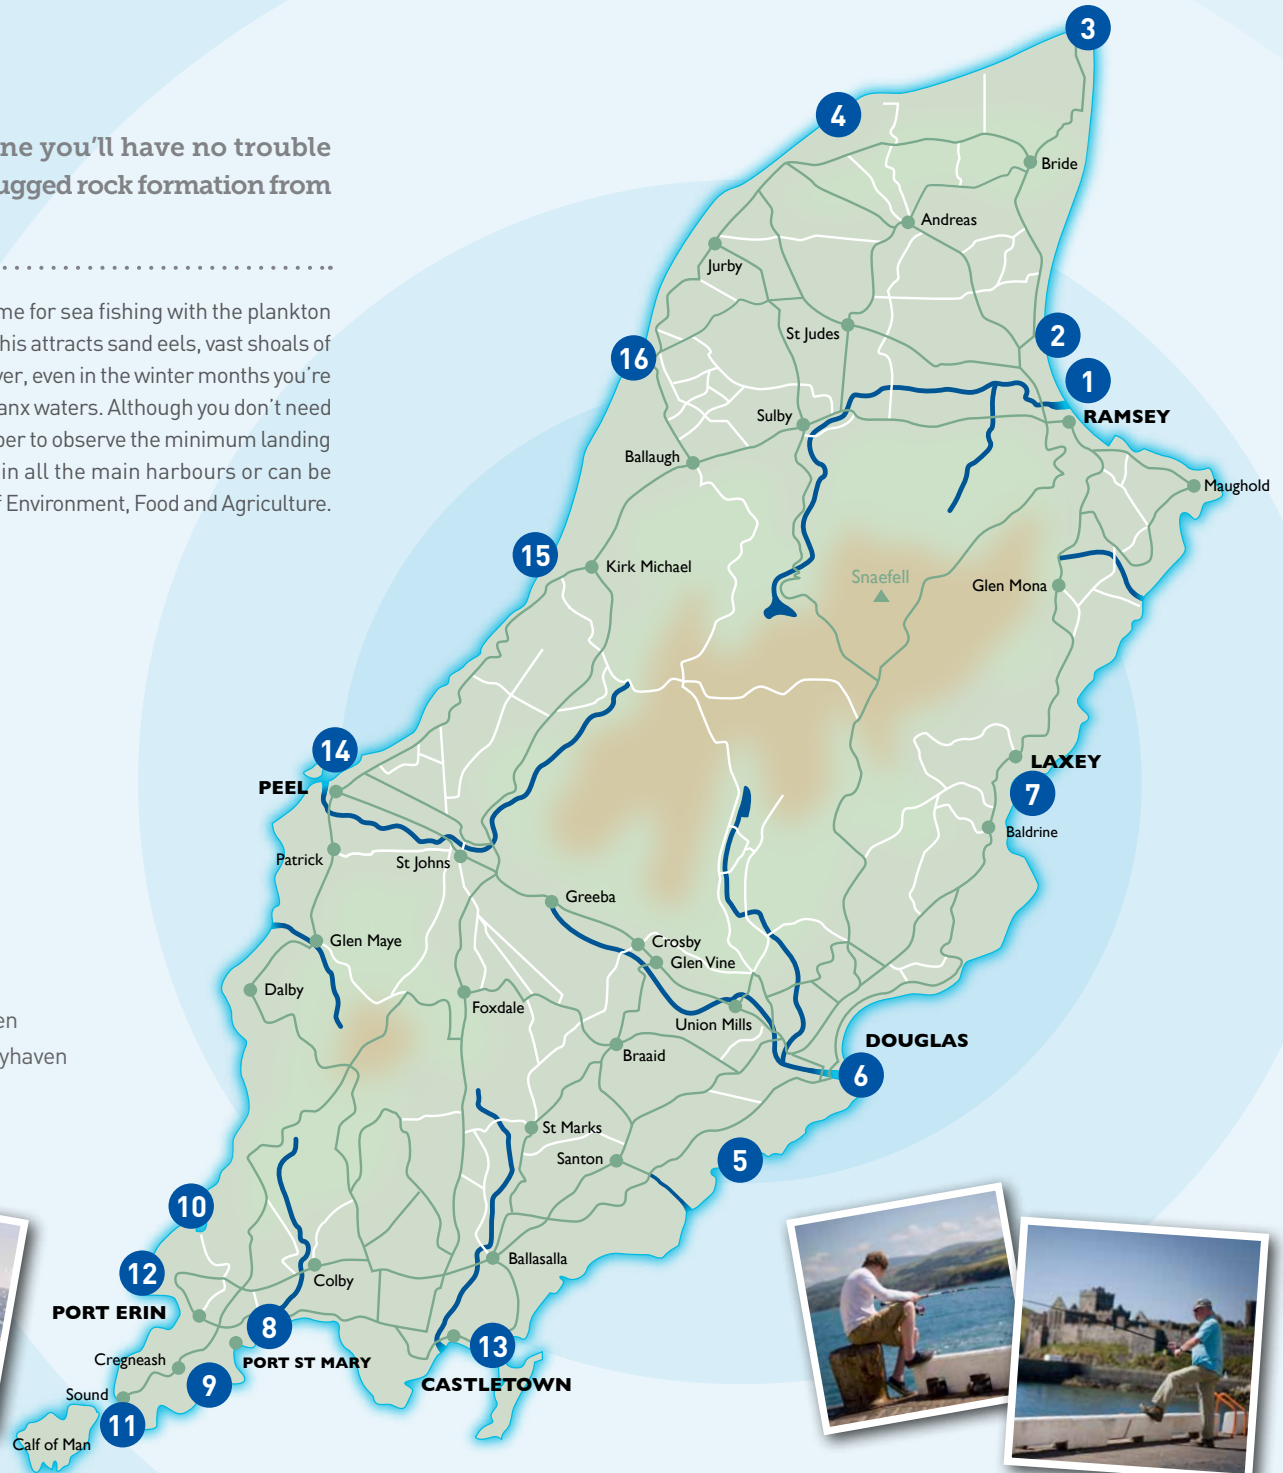 ne you’ll have no trouble
ugged rock formation from
me for sea fishing with the plankton
his attracts sand eels, vast shoals of
ver, even in the winter months you’re
anx waters. Although you don’t need
ber to observe the minimum landing
in all the main harbours or can be
f Environment, Food and Agriculture.
en
yhaven
3
4
Bride
Andreas
Jurby
St Judes
2
16
1
RAMSEY
Sulby
Ballaugh
Maughold
15
Kirk Michael
Snaefell
Glen Mona
14
PEEL
LAXEY
7
Baldrine
Patrick
St Johns
Greeba
Glen Maye
Crosby
Glen Vine
Dalby
Foxdale
Union Mills
DOUGLAS
Braaid
6
St Marks
Santon
5
10
12
Ballasalla
Colby
PORT ERIN
8
13
Cregneash
PORT ST MARY
CASTLETOWN
9
Sound
11
Calf of Man